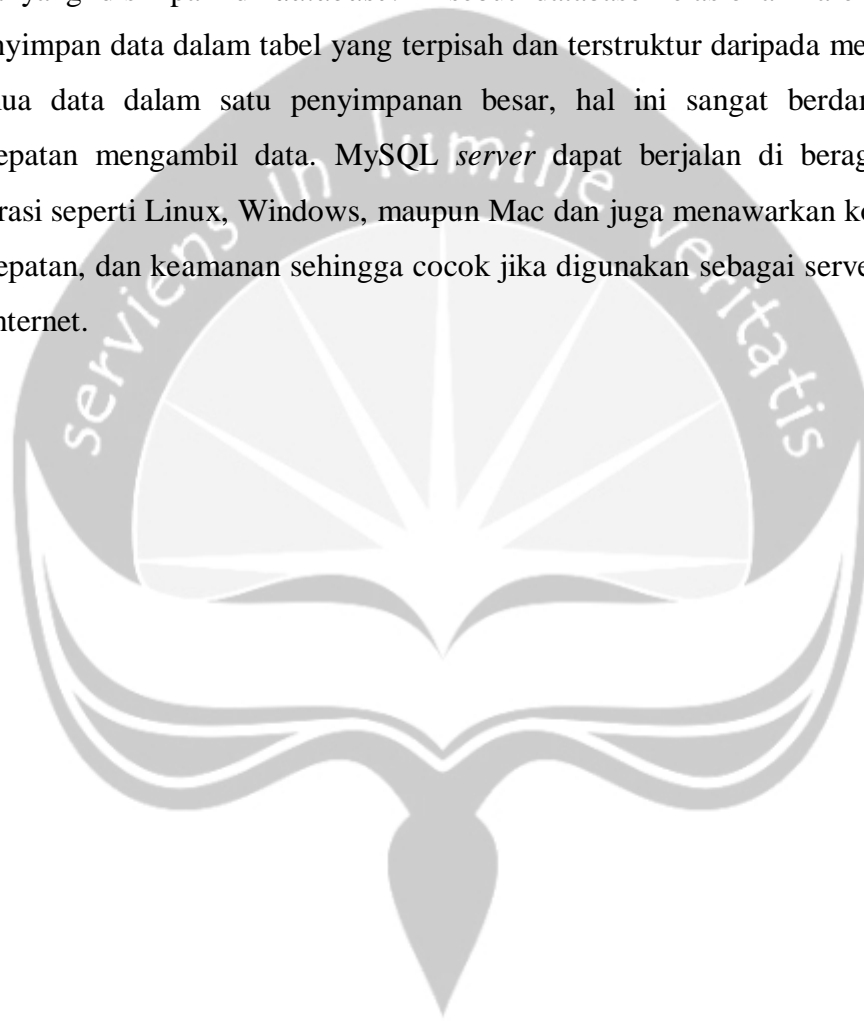 nyimpan data dalam tabel yang terpisah dan terstruktur daripada me
ua data dalam satu penyimpanan besar, hal ini sangat berdar
epatan mengambil data. MySQL server dapat berjalan di berag
rasi seperti Linux, Windows, maupun Mac dan juga menawarkan k
epatan, dan keamanan sehingga cocok jika digunakan sebagai serve
nternet.
serviens in lumine veritatis